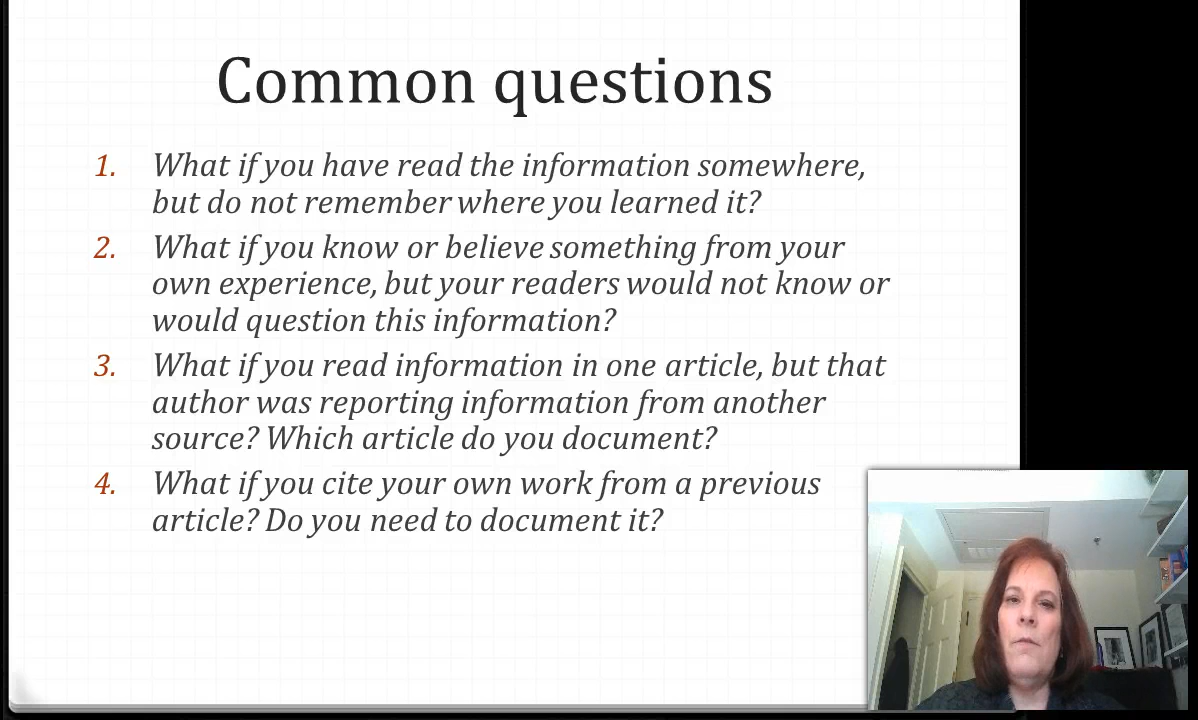 Common questions
1. What if you have read the information somewhere,
but do not remember where you learned it?
2. What if you know or believe something from your
own experience, but your readers would not know or
would question this information?
3. What if you read information in one article, but that
author was reporting information from another
source? Which article do you document?
4. What if you cite your own work from a previous
article? Do you need to document it?